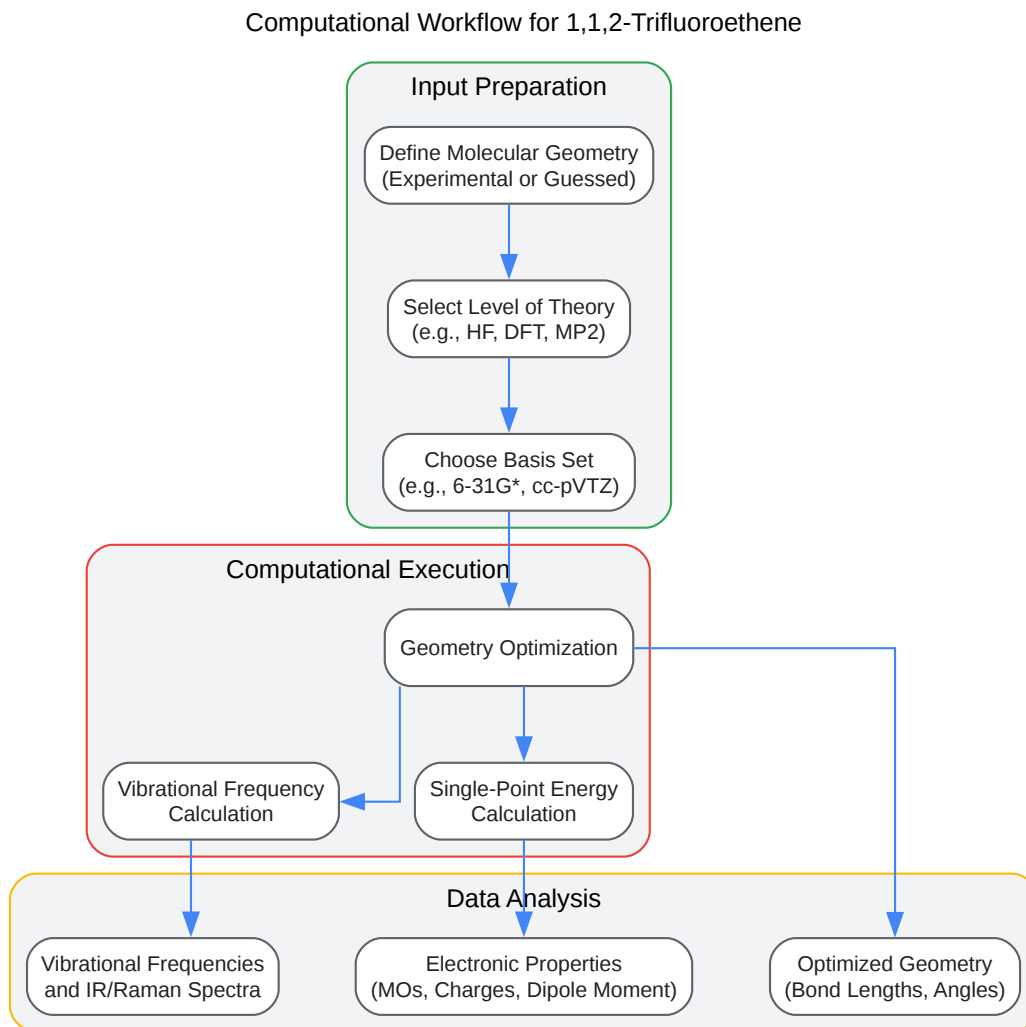 Computational Workflow for 1,1,2-Trifluoroethene
Input Preparation
Define Molecular Geometry
(Experimental or Guessed)
Select Level of Theory
(e.g., HF, DFT, MP2)
Choose Basis Set
(e.g., 6-31G*, cc-pVTZ)
Computational Execution
Geometry Optimization
Vibrational Frequency
Calculation
Single-Point Energy
Calculation
Data Analysis
Vibrational Frequencies
and IR/Raman Spectra
Electronic Properties
(MOs, Charges, Dipole Moment)
Optimized Geometry
(Bond Lengths, Angles)